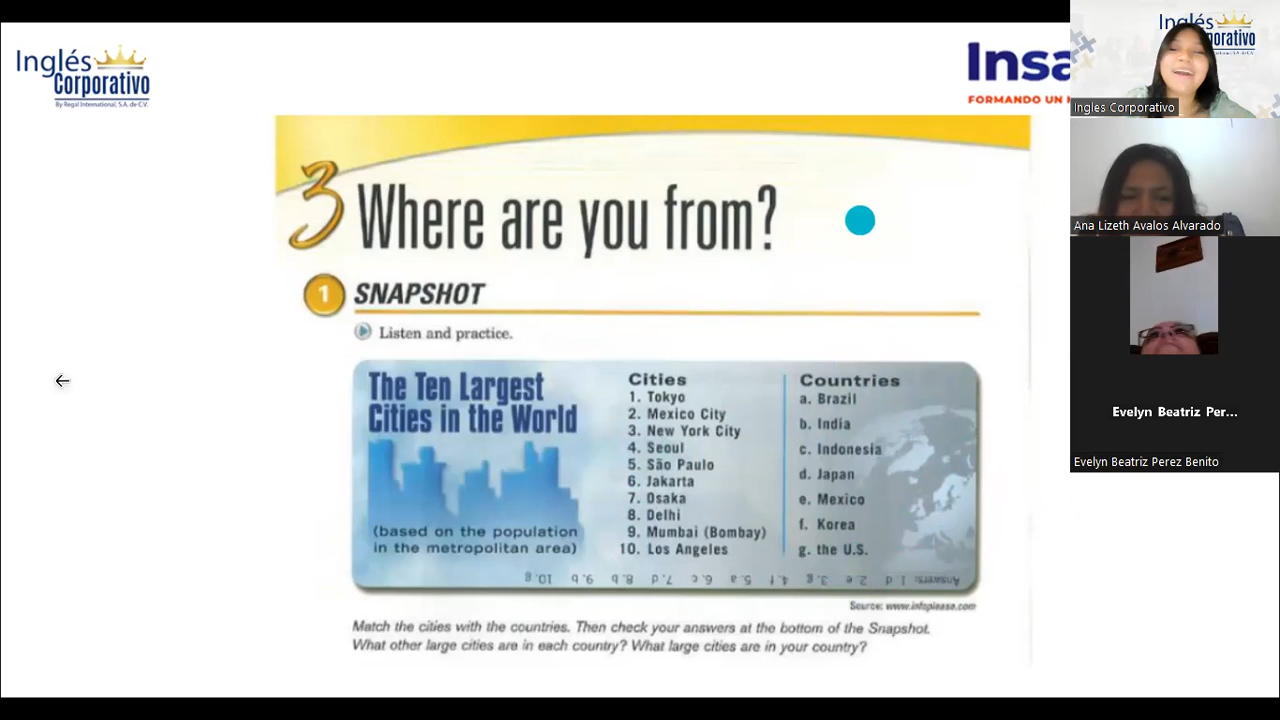 Inglés
Corporativo
By Regal International, S.A. de C.V.
Insa
FORMANDO UN
3 Where are you from?
1 SNAPSHOT
Listen and practice.
The Ten Largest
Cities in the World
(based on the population
in the metropolitan area)
Cities
1. Tokyo
2. Mexico City
3. New York City
4. Seoul
5. São Paulo
6. Jakarta
7. Osaka
8. Delhi
9. Mumbai (Bombay)
10. Los Angeles
Countries
a. Brazil
b. India
c. Indonesia
d. Japan
e. Mexico
f. Korea
g. the U.S.
Answers: 1. d 2. e 3. g 4. f 5. a 6. c 7. d 8. b 9. b 10. g
Source: www.infoplease.com
Match the cities with the countries. Then check your answers at the bottom of the Snapshot.
What other large cities are in each country? What large cities are in your country?
Inglés
Corporativo
Ingles Corporativo
Ana Lizeth Avalos Alvarado
Evelyn Beatriz Per...
Evelyn Beatriz Perez Benito